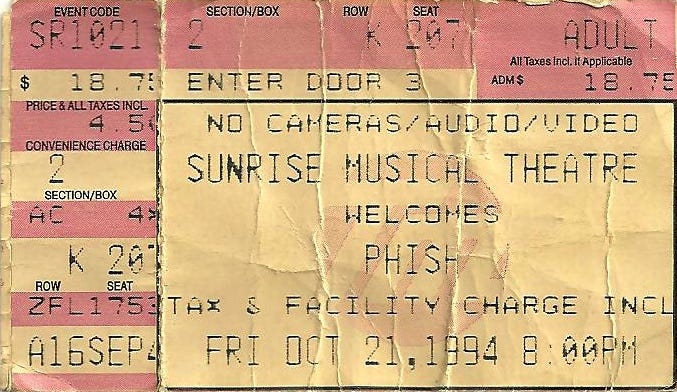 EVENT CODE SECTION/BOX ROW SEAT
SR1021 2 K 207 ADULT
All Taxes Incl. If Applicable
$ 18.75 ENTER DOOR 3 ADM $ 18.75
PRICE & ALL TAXES INCL.
4.50 NO CAMERAS/AUDIO/VIDEO
CONVENIENCE CHARGE
2 SUNRISE MUSICAL THEATRE
SECTION/BOX
AC 4X WELCOMES
K 207 PHISH
ROW SEAT
ZFL1753 TAX & FACILITY CHARGE INCL
A16SEP4 FRI OCT 21,1994 8:00PM